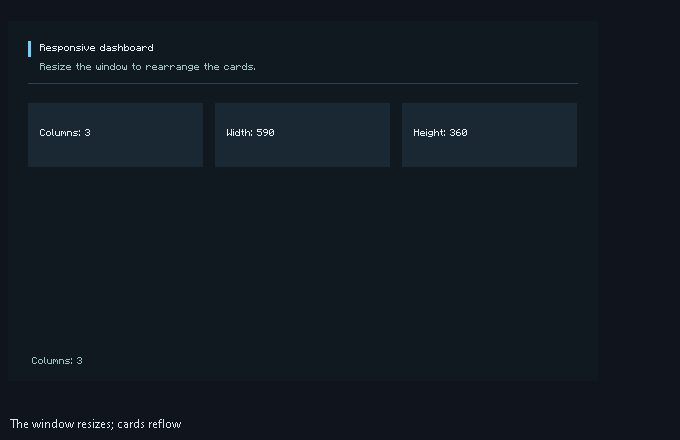 Responsive dashboard
Resize the window to rearrange the cards.
Columns: 3
Width: 590
Height: 360
Columns: 3
The window resizes; cards reflow